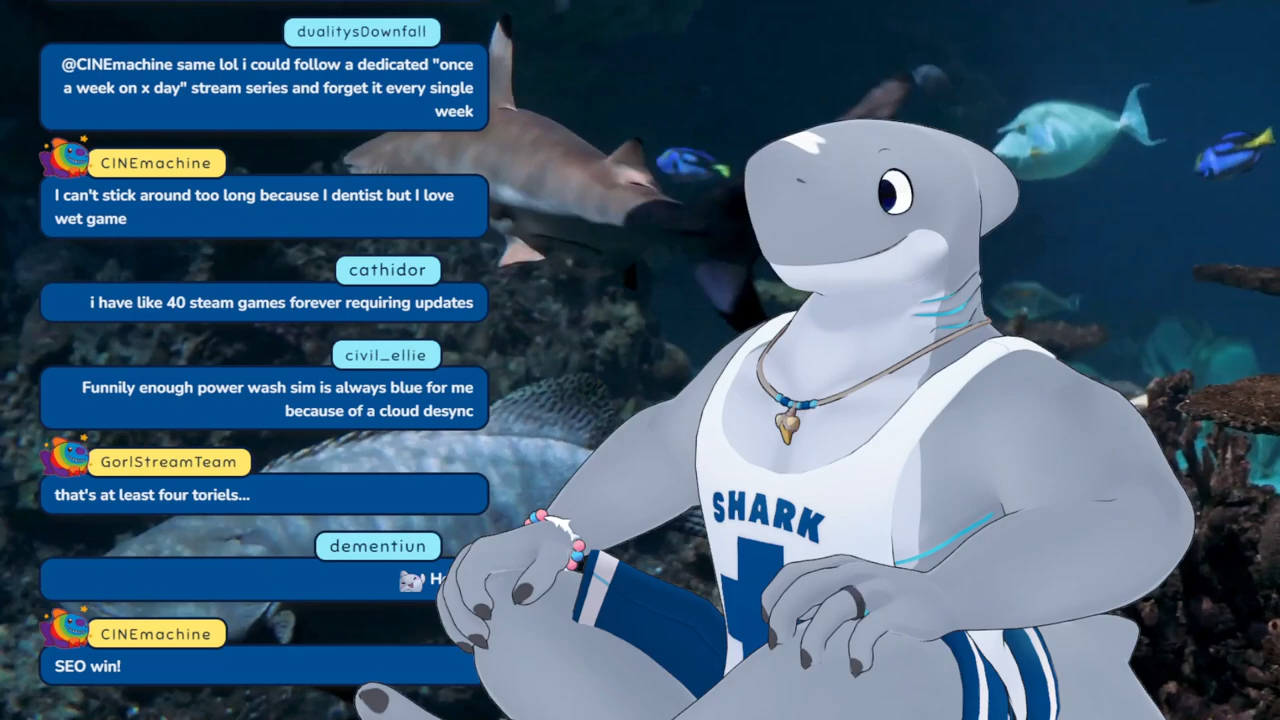 dualitysDownfall
@CINEmachine same lol i could follow a dedicated "once
a week on x day" stream series and forget it every single
week
CINEmachine
I can't stick around too long because I dentist but I love
wet game
cathidor
i have like 40 steam games forever requiring updates
civil_ellie
Funnily enough power wash sim is always blue for me
because of a cloud desync
GorlStreamTeam
that's at least four toriels...
dementiun
CINEmachine
SEO win!
SHARK